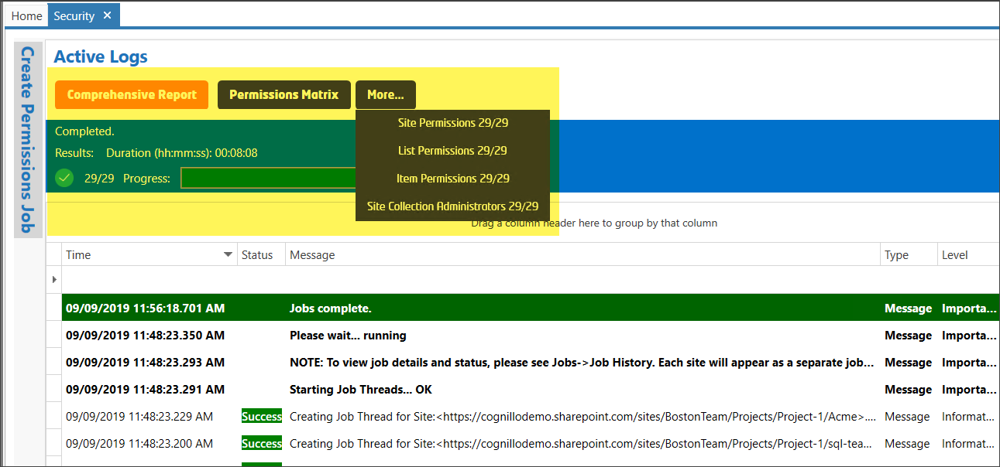 Home Security ✕
Create Permissions Job
Active Logs
Comprehensive Report Permissions Matrix More...
Site Permissions 29/29
List Permissions 29/29
Item Permissions 29/29
Site Collection Administrators 29/29
Completed.
Results: Duration (hh:mm:ss): 00:08:08
29/29 Progress:
Drag a column header here to group by that column
Time Status Message Type Level
09/09/2019 11:56:18.701 AM Jobs complete. Message Importa...
09/09/2019 11:48:23.350 AM Please wait... running Message Importa...
09/09/2019 11:48:23.293 AM NOTE: To view job details and status, please see Jobs->Job History. Each site will appear as a separate job... Message Importa...
09/09/2019 11:48:23.291 AM Starting Job Threads... OK Message Importa...
09/09/2019 11:48:23.229 AM Success Creating Job Thread for Site:<https://cognillodemo.sharepoint.com/sites/BostonTeam/Projects/Project-1/Acme>.... Message Informat...
09/09/2019 11:48:23.200 AM Success Creating Job Thread for Site:<https://cognillodemo.sharepoint.com/sites/BostonTeam/Projects/Project-1/sql-tea... Message Informat...